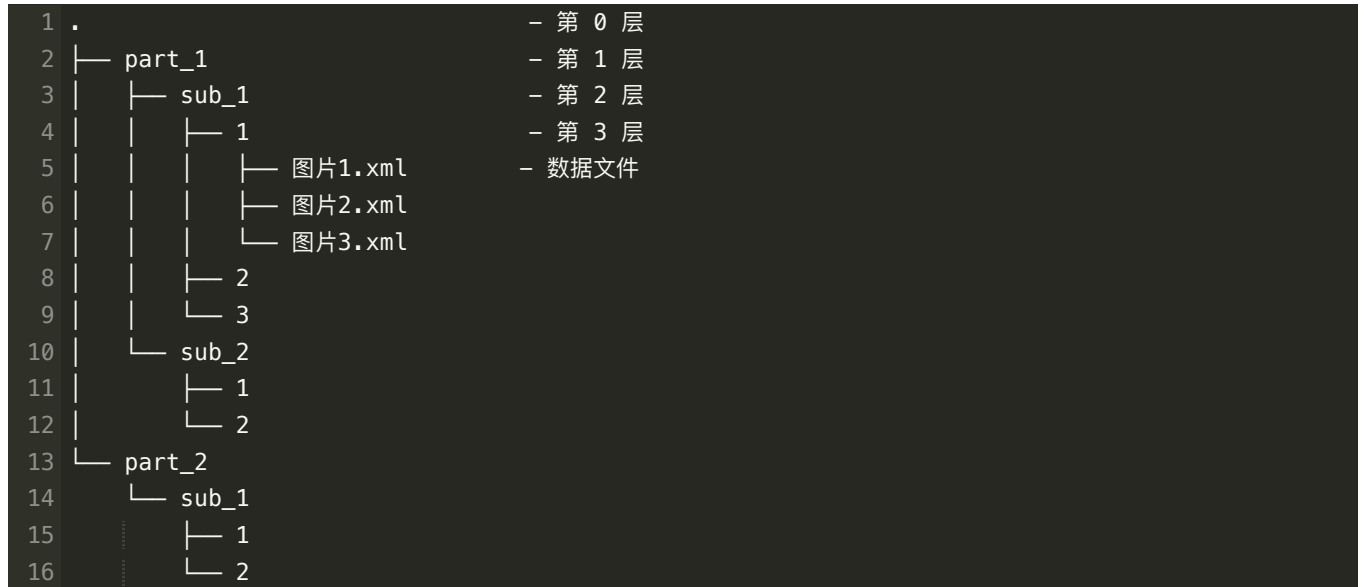 1 .                                - 第 0 层
2 ├── part_1                       - 第 1 层
3 │   ├── sub_1                    - 第 2 层
4 │   │   ├── 1                    - 第 3 层
5 │   │   │   ├── 图片1.xml        - 数据文件
6 │   │   │   ├── 图片2.xml
7 │   │   │   └── 图片3.xml
8 │   │   ├── 2
9 │   │   └── 3
10 │   └── sub_2
11 │       ├── 1
12 │       └── 2
13 └── part_2
14     └── sub_1
15         ├── 1
16         └── 2